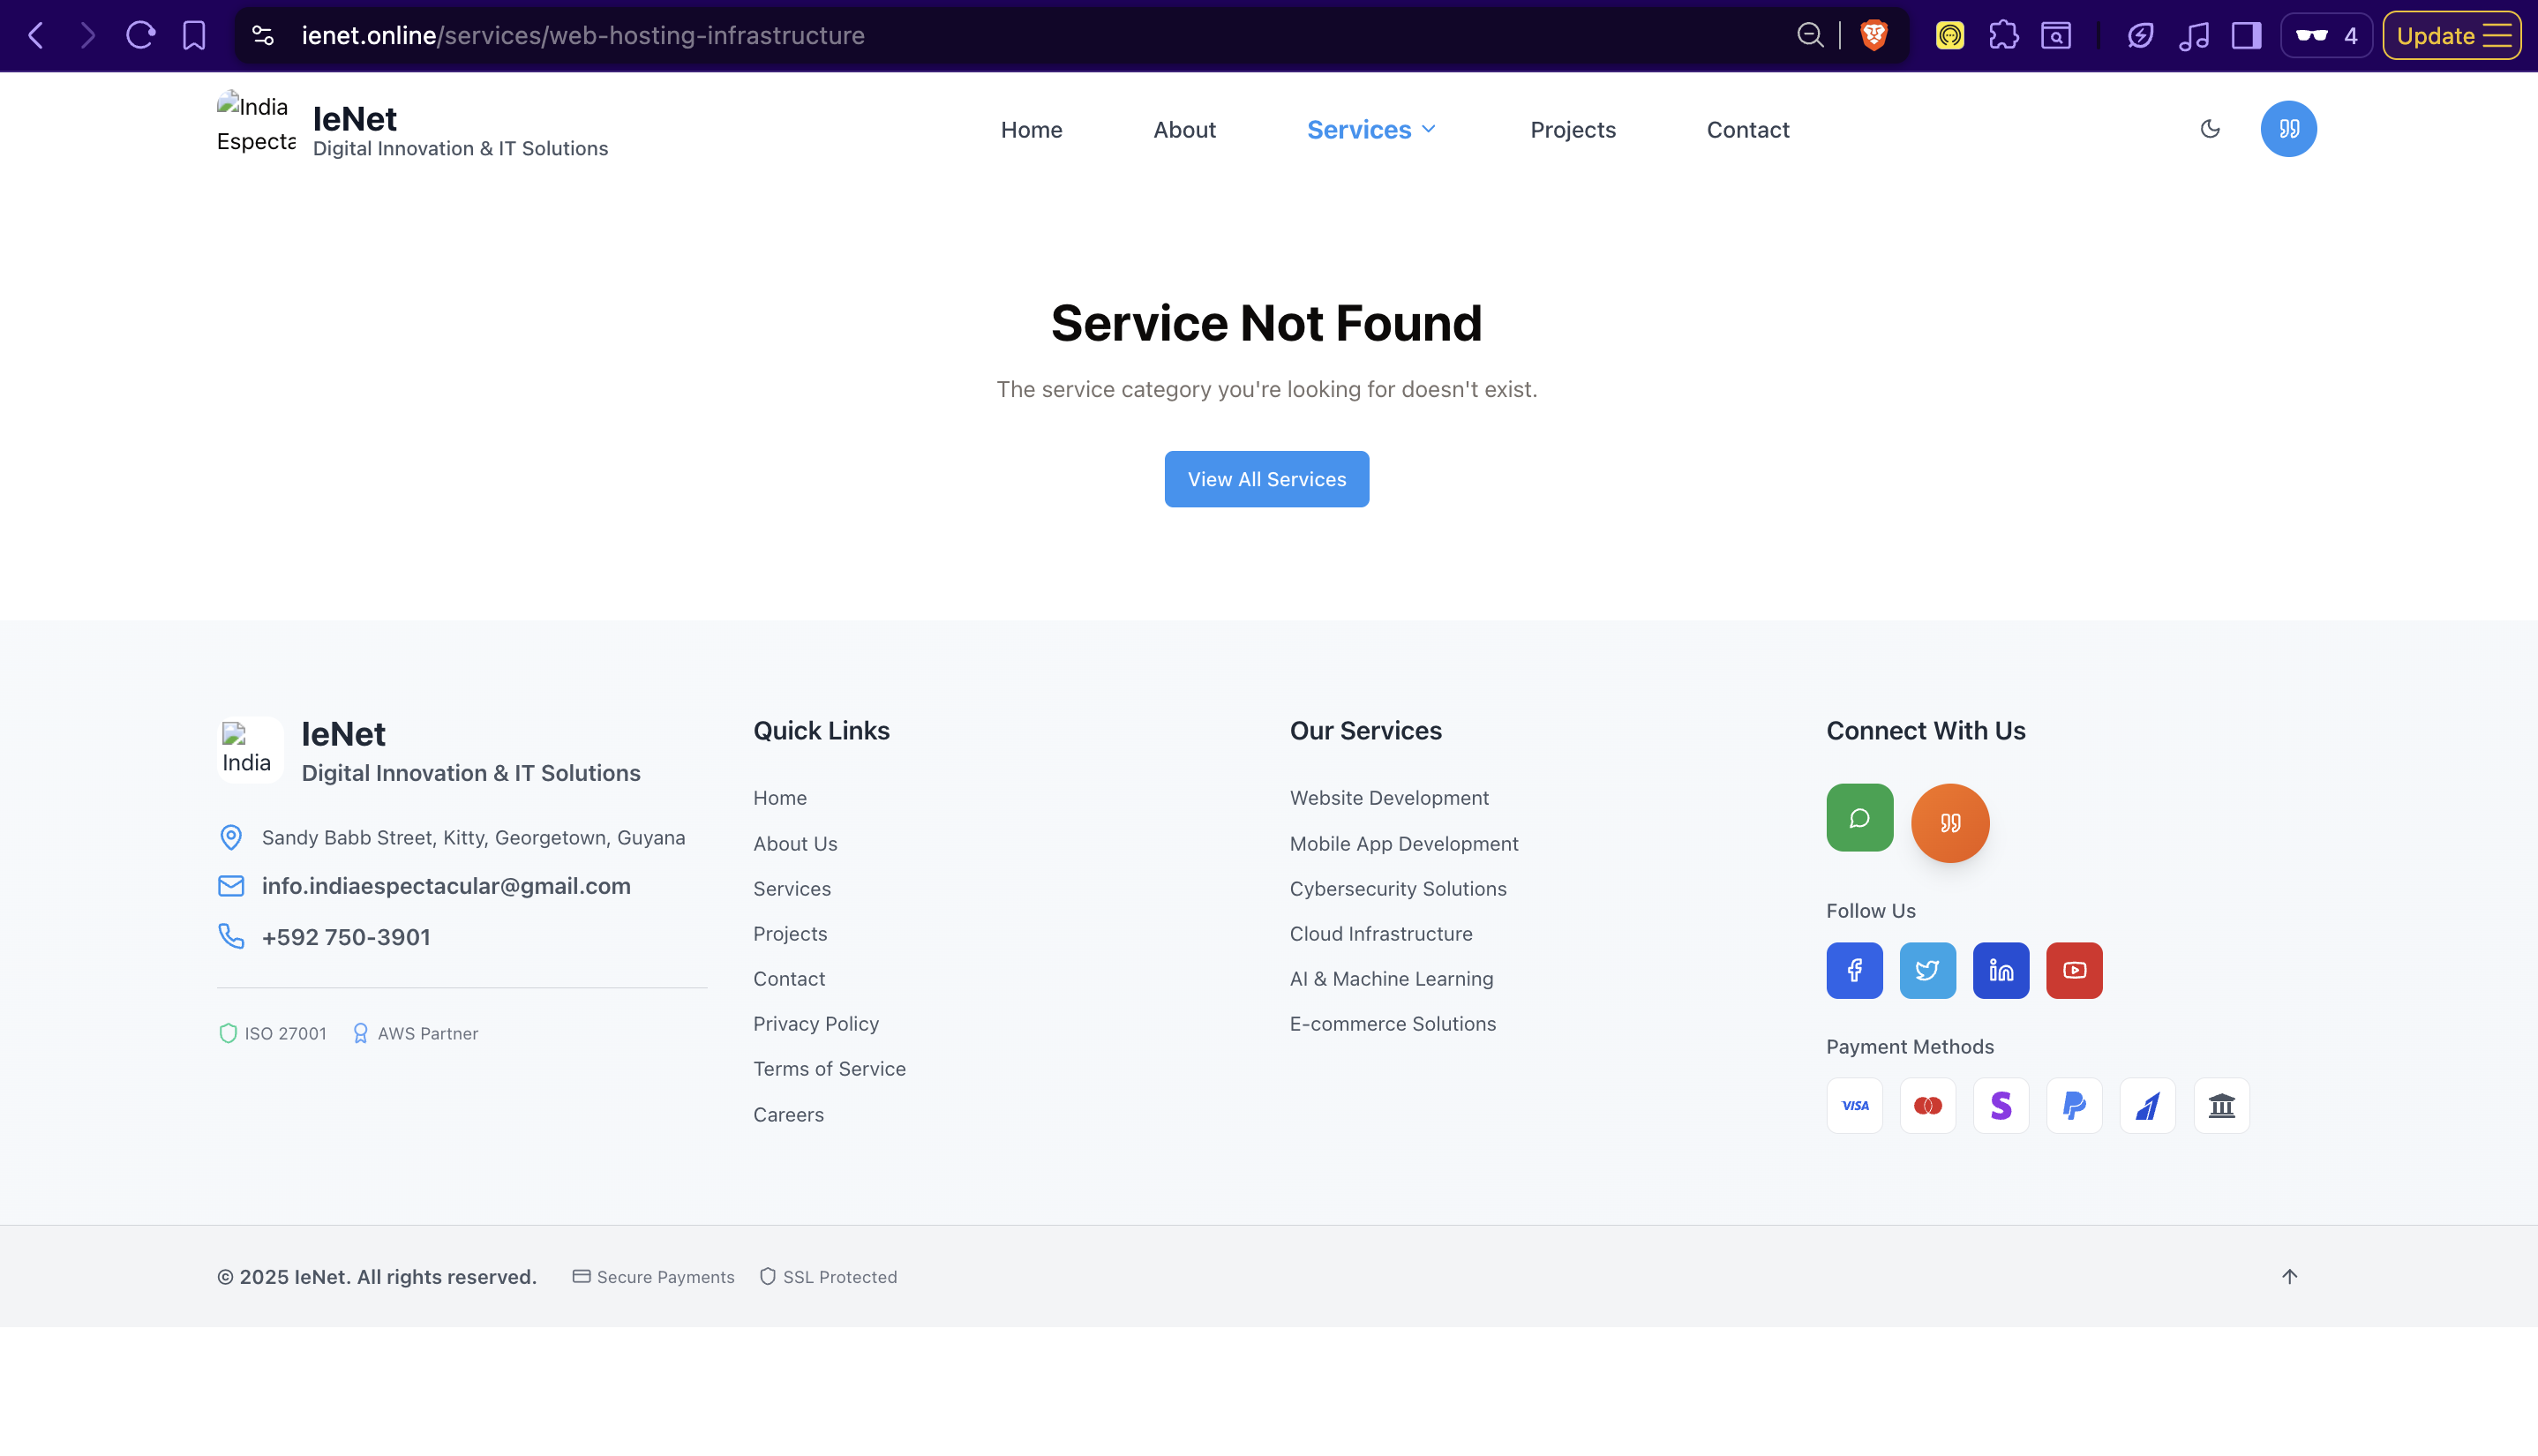 ienet.online/services/web-hosting-infrastructure
4
Update
India
Especta
IeNet
Digital Innovation & IT Solutions
Home
About
Services
Projects
Contact
Service Not Found
The service category you're looking for doesn't exist.
View All Services
India
IeNet
Digital Innovation & IT Solutions
Sandy Babb Street, Kitty, Georgetown, Guyana
info.indiaespectacular@gmail.com
+592 750-3901
ISO 27001
AWS Partner
Quick Links
Home
About Us
Services
Projects
Contact
Privacy Policy
Terms of Service
Careers
Our Services
Website Development
Mobile App Development
Cybersecurity Solutions
Cloud Infrastructure
AI & Machine Learning
E-commerce Solutions
Connect With Us
Follow Us
Payment Methods
VISA
© 2025 IeNet. All rights reserved.
Secure Payments
SSL Protected